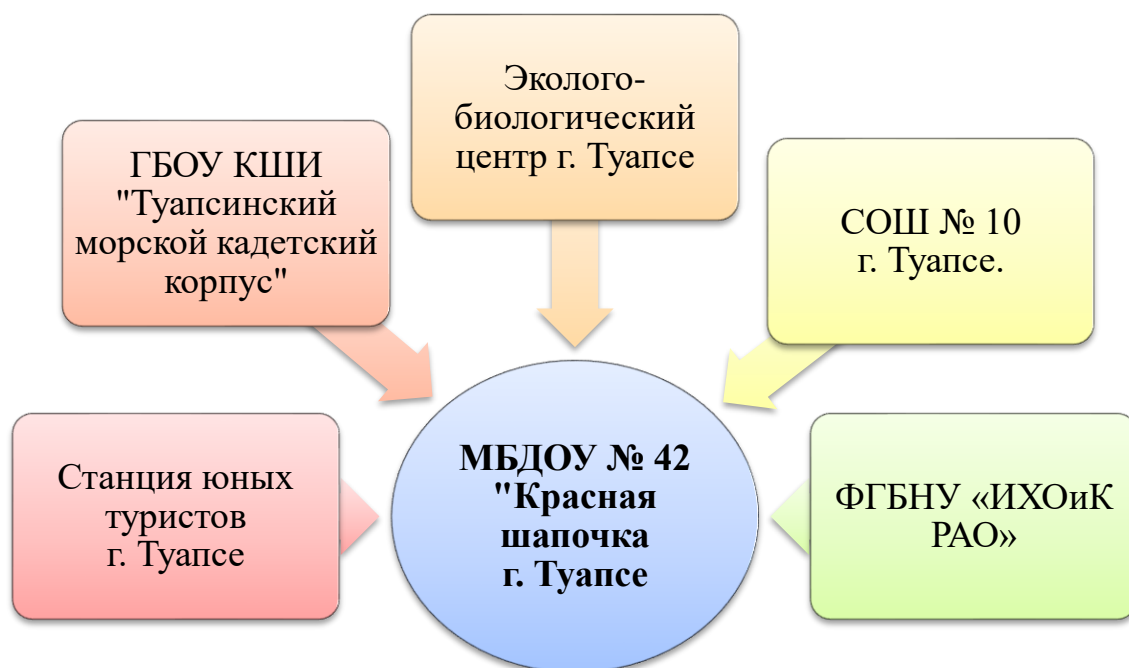 Эколого-
биологический
центр г. Туапсе
ГБОУ КШИ
"Туапсинский
морской кадетский
корпус"
СОШ № 10
г. Туапсе.
Станция юных
туристов
г. Туапсе
МБДОУ № 42
"Красная
шапочка
г. Туапсе
ФГБНУ «ИХОиК
РАО»